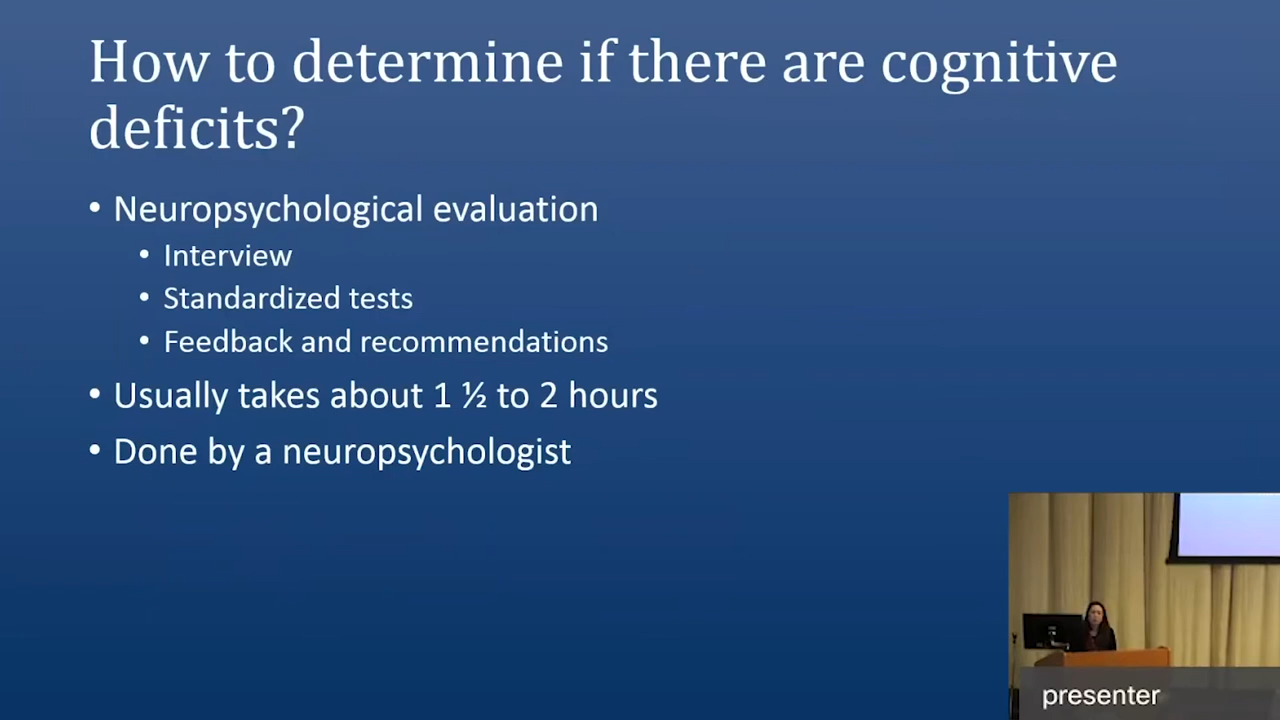 How to determine if there are cognitive
deficits?
• Neuropsychological evaluation
• Interview
• Standardized tests
• Feedback and recommendations
• Usually takes about 1 ½ to 2 hours
• Done by a neuropsychologist
presenter